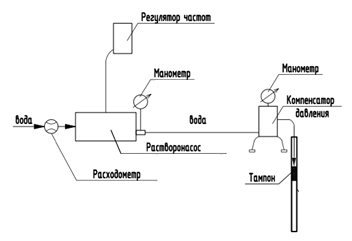 Регулятор частот
Манометр
Манометр
Компенсатор
давления
вода
вода
Растворонасос
Расходометр
Тампон